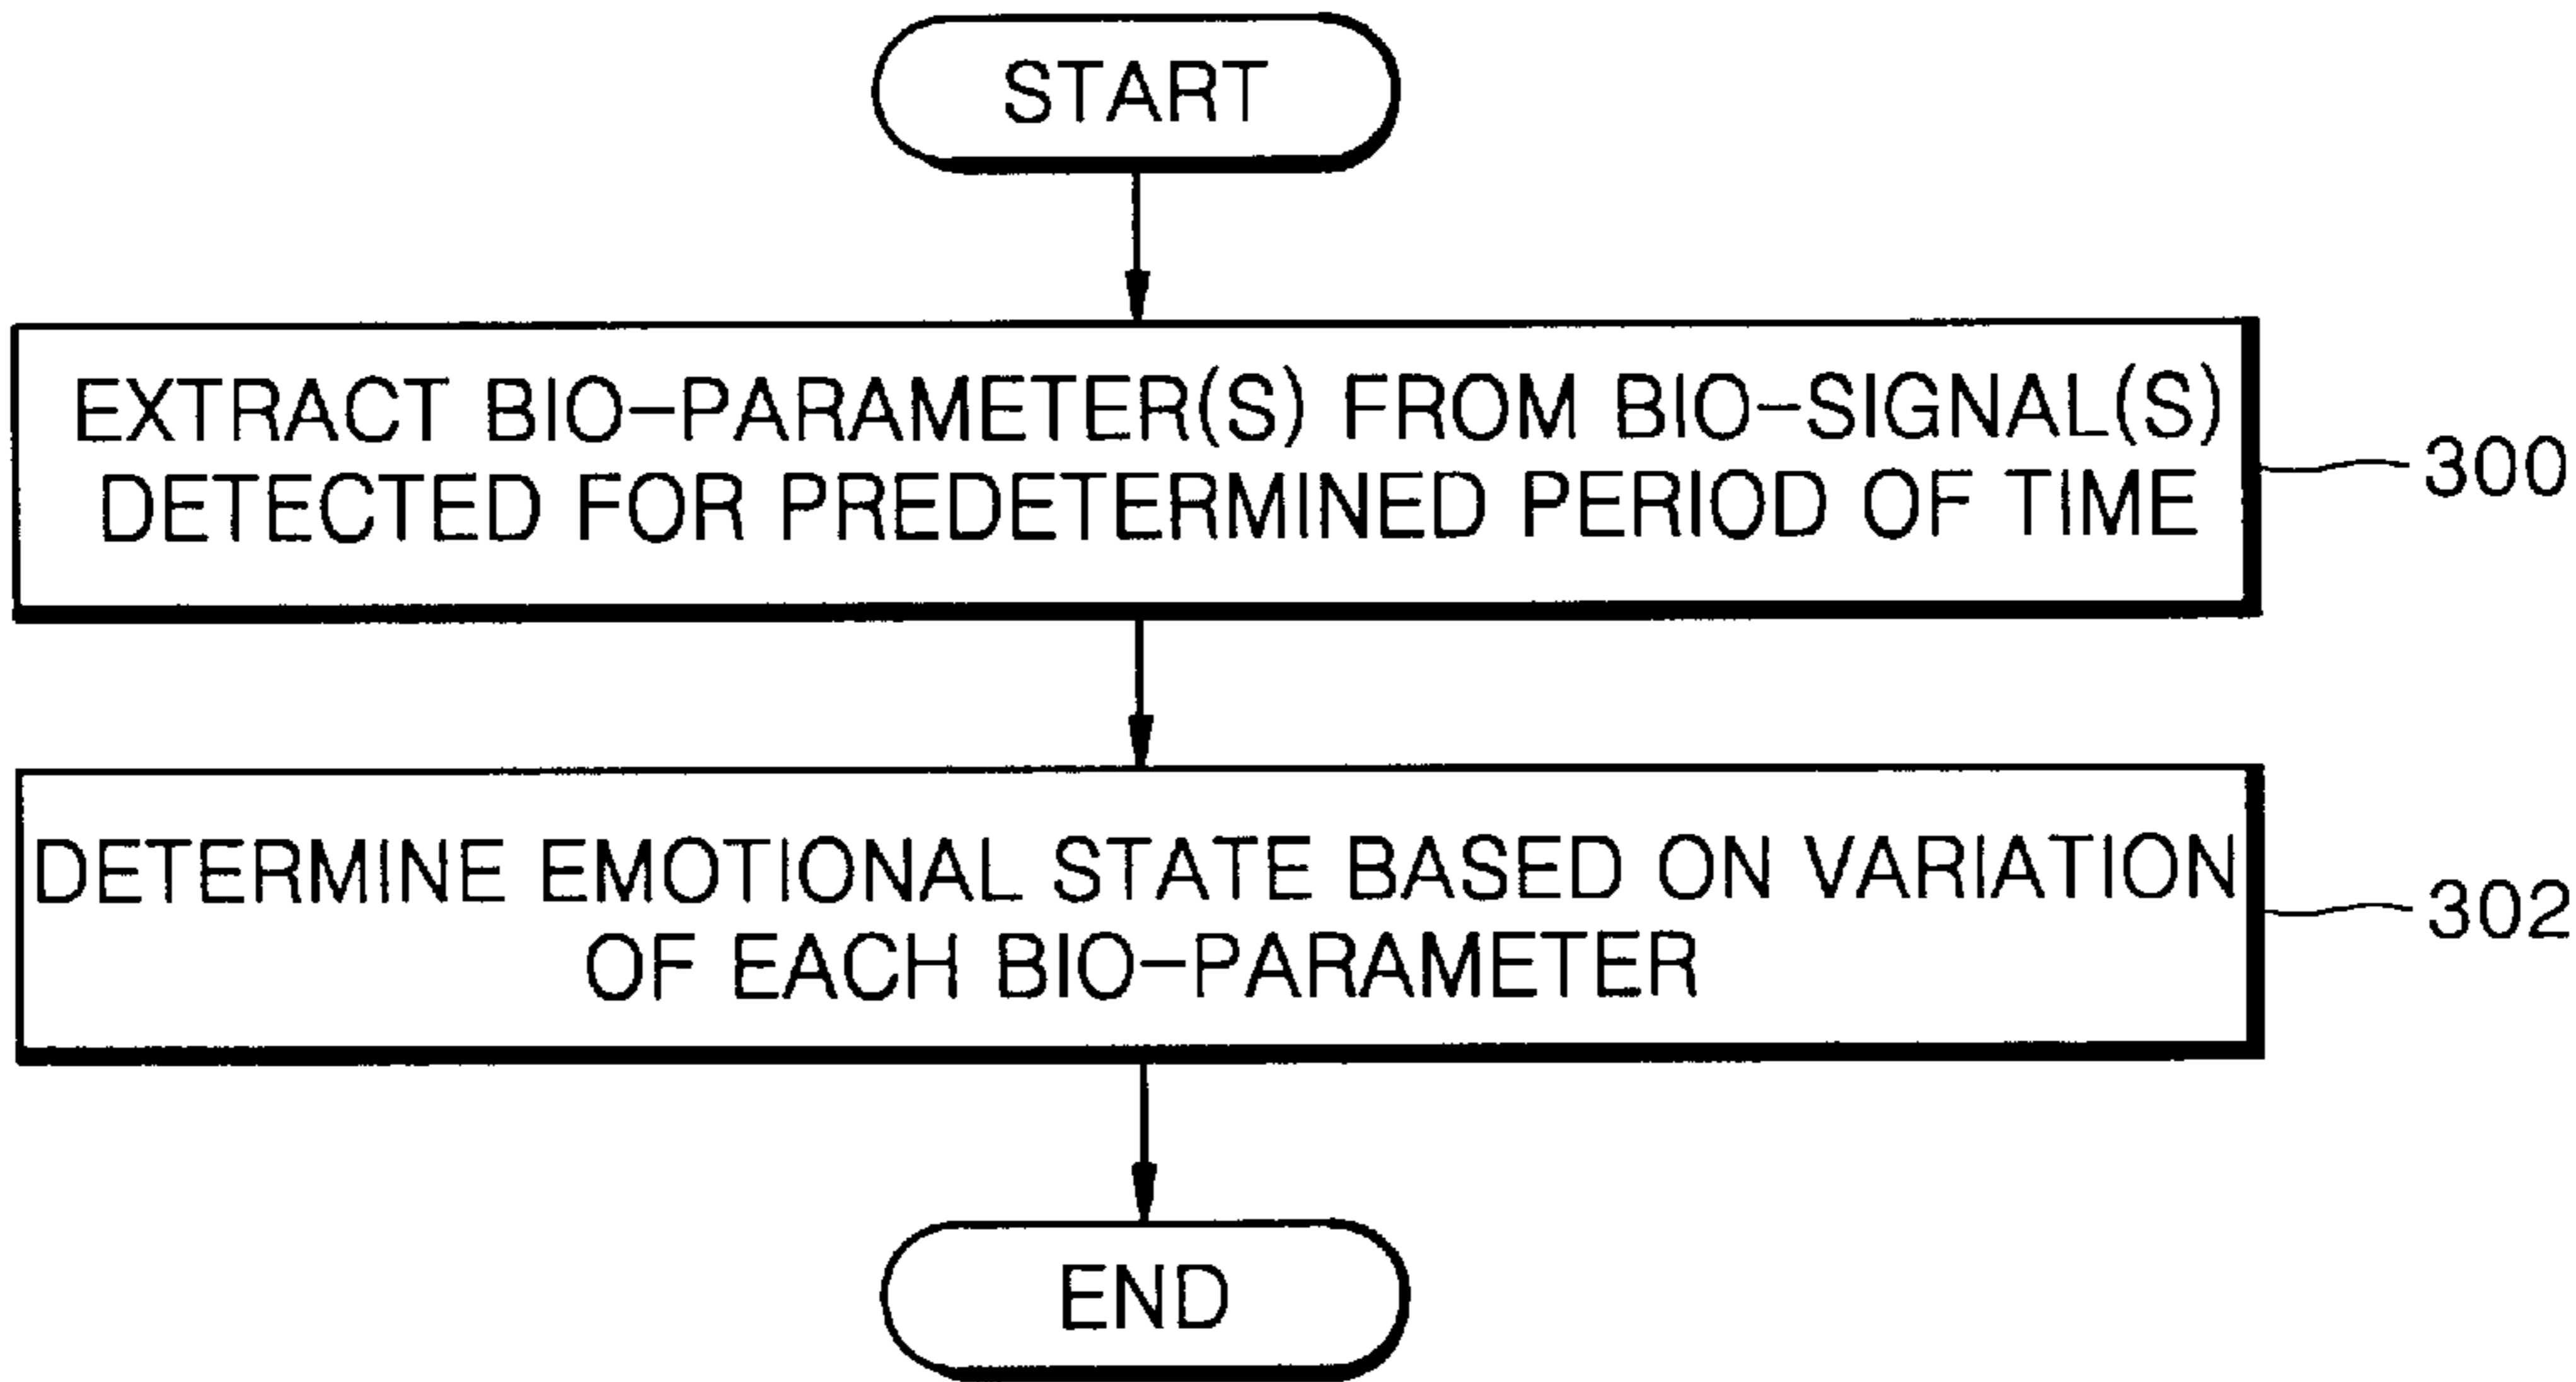 START
EXTRACT BIO-PARAMETER(S) FROM BIO-SIGNAL(S)
DETECTED FOR PREDETERMINED PERIOD OF TIME
300
DETERMINE EMOTIONAL STATE BASED ON VARIATION
OF EACH BIO-PARAMETER
302
END